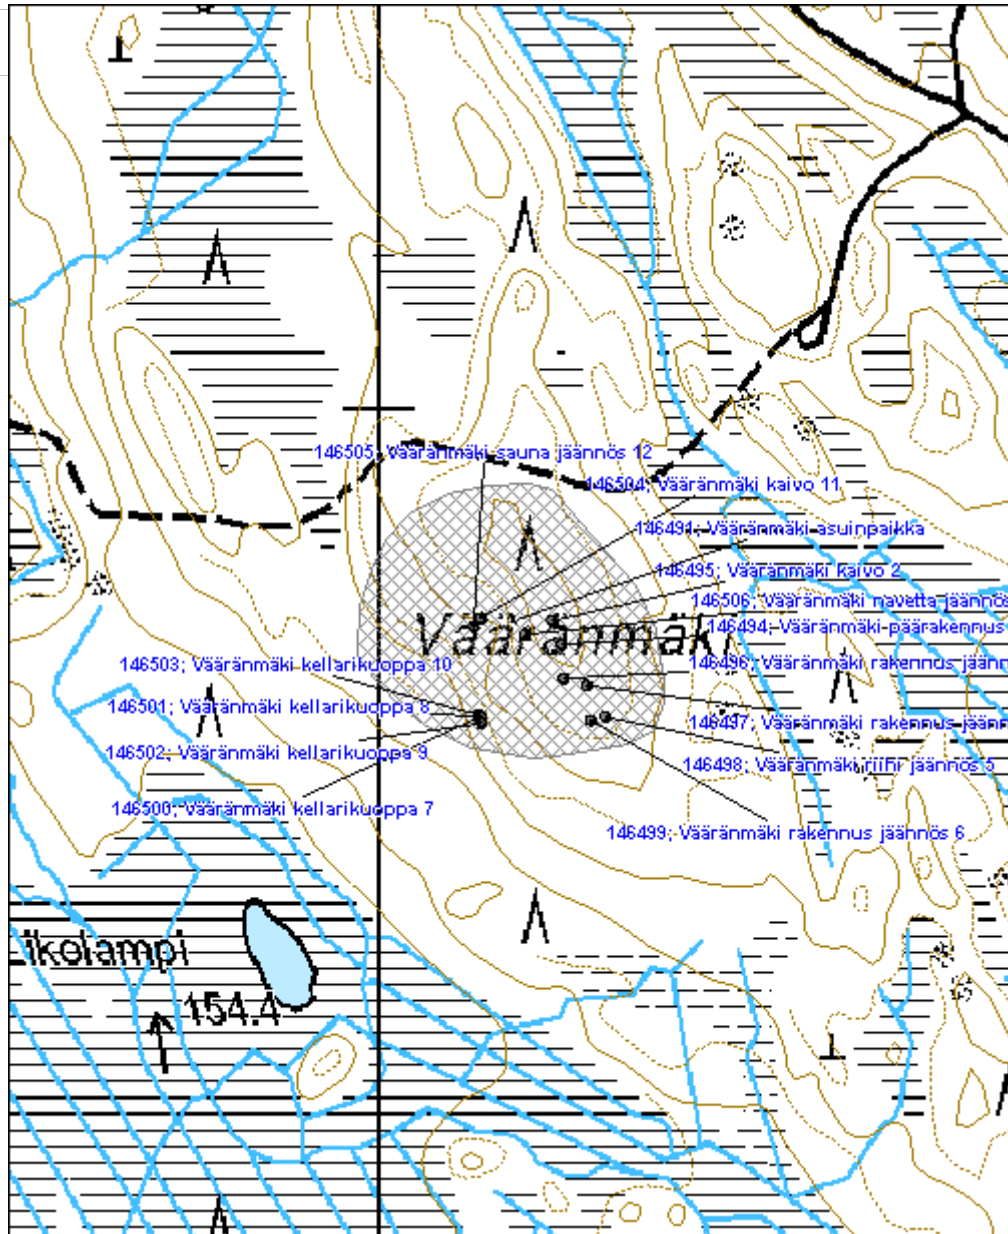 146505; Vääränmäki sauna jäännös 12
146504; Vääränmäki kaivo 11
146491; Vääränmäki asuinpaikka
146495; Vääränmäki kaivo 2
146506; Vääränmäki navetta jäännös
146494; Vääränmäki päärakennus
Vääränmäki
146503; Vääränmäki kellarikuoppa 10
146496; Vääränmäki rakennus jäänn
146501; Vääränmäki kellarikuoppa 8
146497; Vääränmäki rakennus jäänn
146502; Vääränmäki kellarikuoppa 9
146498; Vääränmäki riihi jäännös 5
146500; Vääränmäki kellarikuoppa 7
146499; Vääränmäki rakennus jäännös 6
ikolampi
154.4